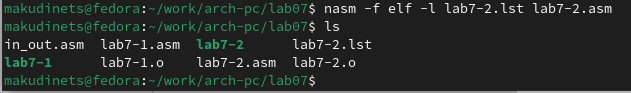 makudinets@fedora:~/work/arch-pc/lab07$ nasm -f elf -l lab7-2.lst lab7-2.asm
makudinets@fedora:~/work/arch-pc/lab07$ ls
in_out.asm  lab7-1.asm  lab7-2      lab7-2.lst
lab7-1      lab7-1.o    lab7-2.asm  lab7-2.o
makudinets@fedora:~/work/arch-pc/lab07$